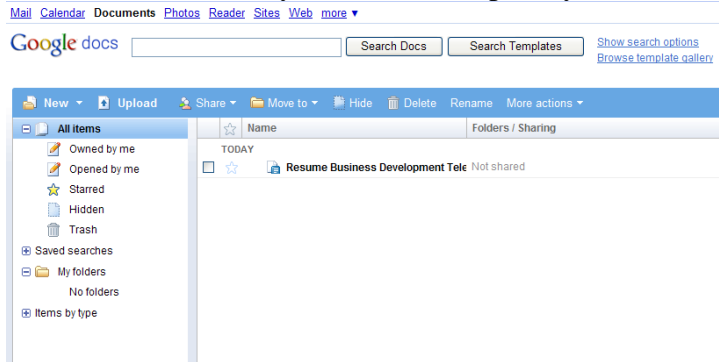 Mail Calendar Documents Photos Reader Sites Web more ▼
Google docs Search Docs Search Templates Show search options
Browse template gallery
New Upload Share Move to Hide Delete Rename More actions
All items Name Folders / Sharing
Owned by me TODAY
Opened by me Resume Business Development Tele Not shared
Starred
Hidden
Trash
Saved searches
My folders
No folders
Items by type